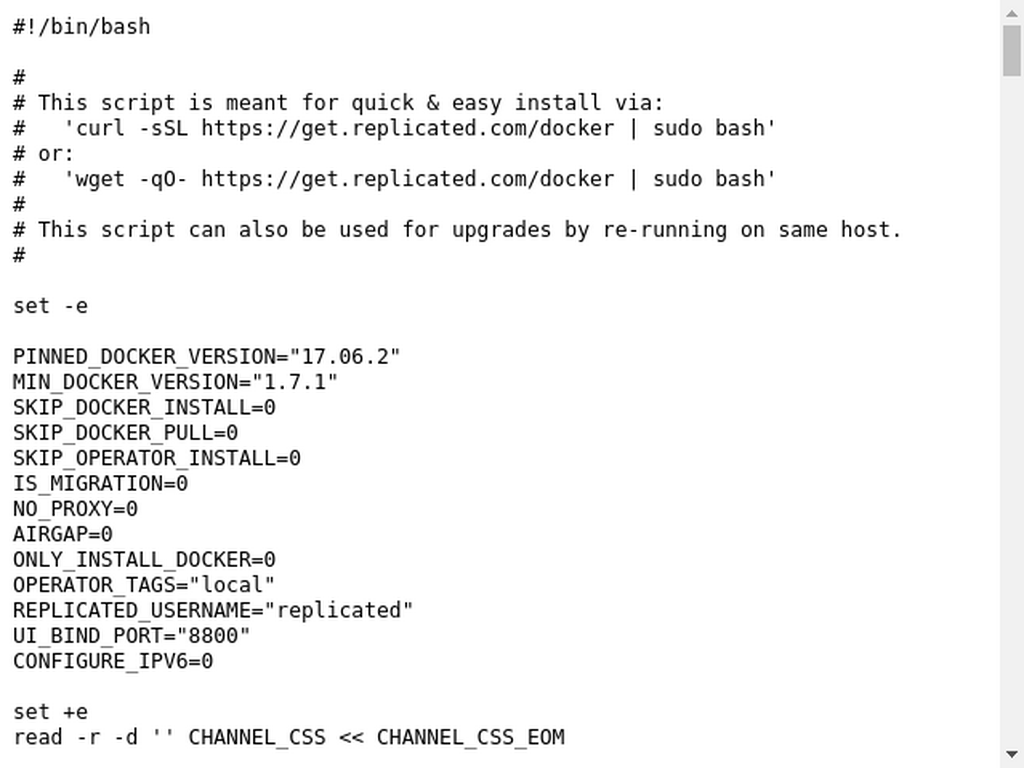 #!/bin/bash
#
# This script is meant for quick & easy install via:
#   'curl -sSL https://get.replicated.com/docker | sudo bash'
# or:
#   'wget -qO- https://get.replicated.com/docker | sudo bash'
#
# This script can also be used for upgrades by re-running on same host.
#
set -e
PINNED_DOCKER_VERSION="17.06.2"
MIN_DOCKER_VERSION="1.7.1"
SKIP_DOCKER_INSTALL=0
SKIP_DOCKER_PULL=0
SKIP_OPERATOR_INSTALL=0
IS_MIGRATION=0
NO_PROXY=0
AIRGAP=0
ONLY_INSTALL_DOCKER=0
OPERATOR_TAGS="local"
REPLICATED_USERNAME="replicated"
UI_BIND_PORT="8800"
CONFIGURE_IPV6=0
set +e
read -r -d '' CHANNEL_CSS << CHANNEL_CSS_EOM